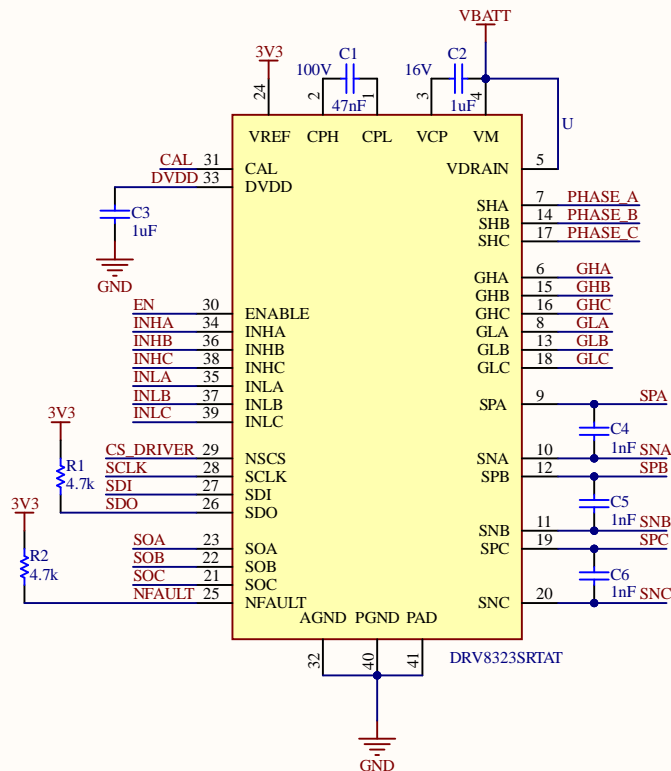 VBATT
3V3
C1
C2
100V
16V
47nF
1uF
24
2
1
3
4
U
VREF
CPH
CPL
VCP
VM
CAL 31 CAL
VDRAIN 5
DVDD 33 DVDD
C3
1uF
GND
SHA 7 PHASE_A
SHB 14 PHASE_B
SHC 17 PHASE_C
GHA 6 GHA
GHB 15 GHB
GHC 16 GHC
GLA 8 GLA
GLB 13 GLB
GLC 18 GLC
EN 30 ENABLE
INHA 34 INHA
INHB 36 INHB
INHC 38 INHC
INLA 35 INLA
INLB 37 INLB
INLC 39 INLC
SPA 9 SPA
C4
1nF
SNA 10 SNA
SPB 12 SPB
C5
1nF
SNB 11 SNB
SPC 19 SPC
C6
1nF
SNC 20 SNC
3V3
R1
4.7k
CS_DRIVER 29 NSCS
SCLK 28 SCLK
SDI 27 SDI
SDO 26 SDO
3V3
R2
4.7k
SOA 23 SOA
SOB 22 SOB
SOC 21 SOC
NFAULT 25 NFAULT
AGND PGND PAD
32
40
41
DRV8323SRTAT
GND